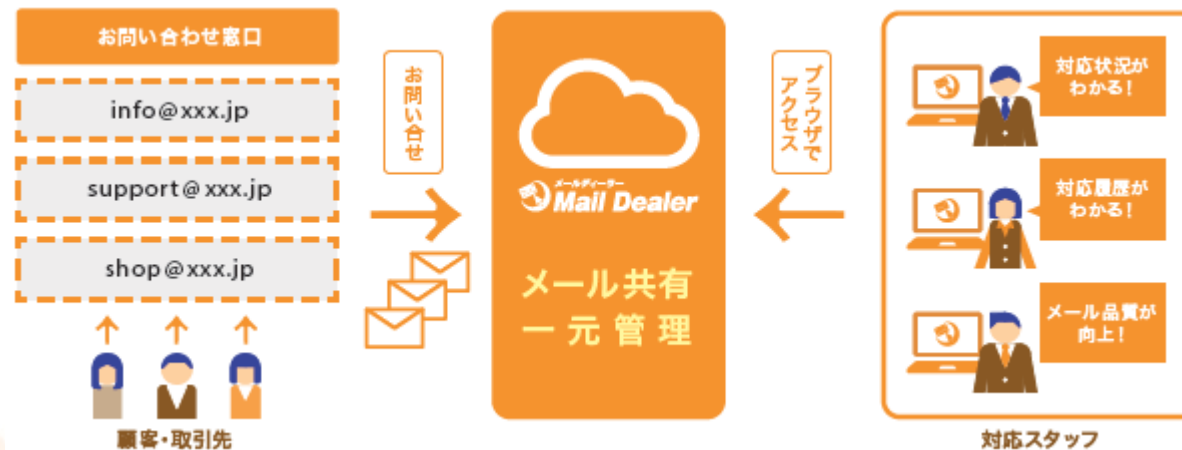 お問い合わせ窓口
info@xxx.jp
support@xxx.jp
shop@xxx.jp
顧客・取引先
お問い合せ
メールディーラー
Mail Dealer
メール共有
一元管理
ブラウザで
アクセス
対応状況が
わかる！
対応履歴が
わかる！
メール品質が
向上！
対応スタッフ